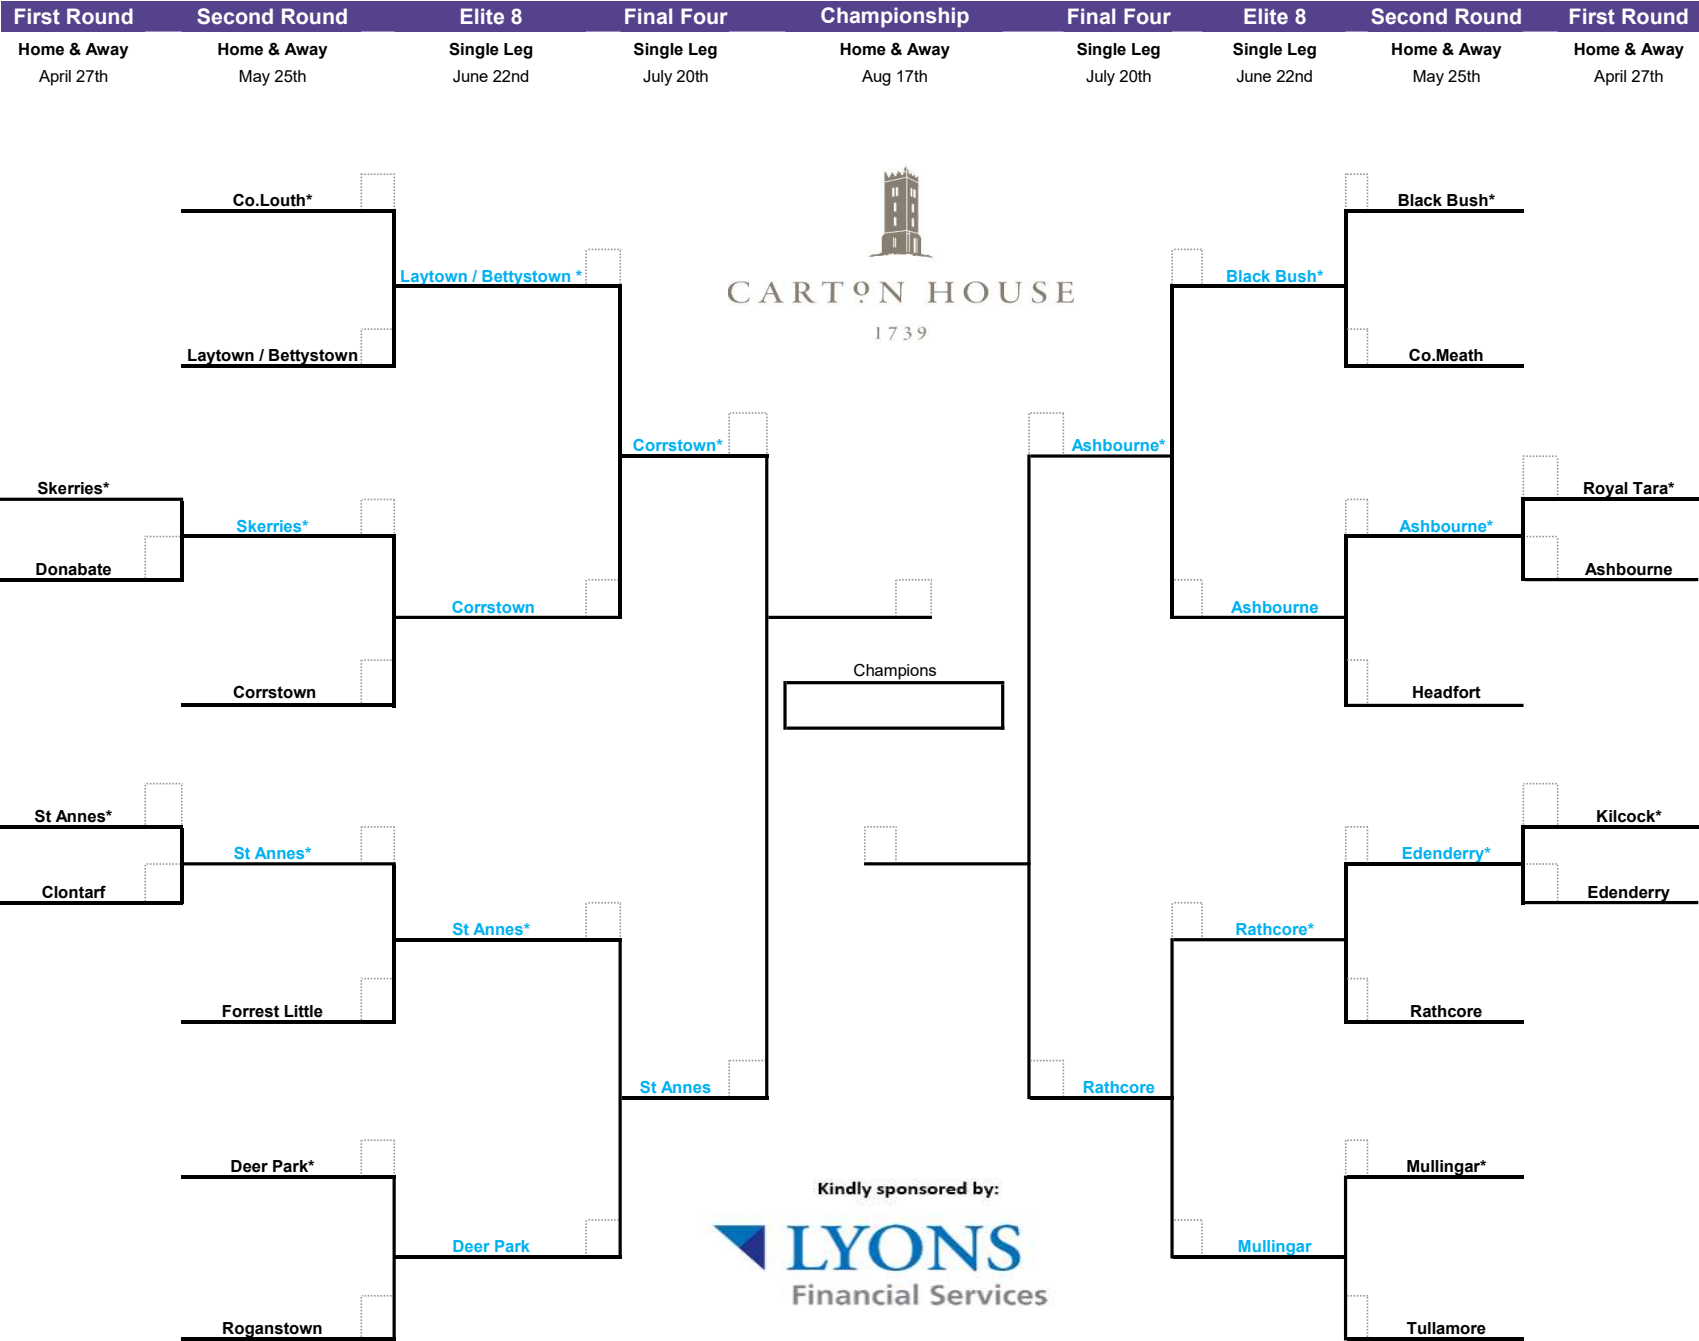 First Round Second Round Elite 8 Final Four Championship Final Four Elite 8 Second Round First Round
Home & Away Home & Away Single Leg Single Leg Home & Away Single Leg Single Leg Home & Away Home & Away
April 27th May 25th June 22nd July 20th Aug 17th July 20th June 22nd May 25th April 27th
Co.Louth* Black Bush*
Laytown / Bettystown * Black Bush*
CARTON HOUSE
1739
Laytown / Bettystown Co.Meath
Corrstown* Ashbourne*
Skerries* Royal Tara*
Skerries* Ashbourne*
Donabate Ashbourne
Corrstown Ashbourne
Champions
Corrstown Headfort
St Annes* Kilcock*
St Annes* Edenderry*
Clontarf Edenderry
St Annes* Rathcore*
Forrest Little Rathcore
St Annes Rathcore
Deer Park* Mullingar*
Kindly sponsored by:
LYONS
Deer Park Mullingar
Financial Services
Roganstown Tullamore